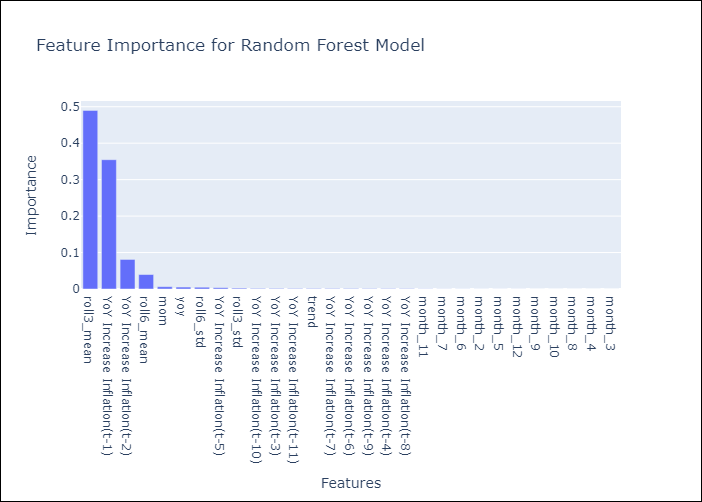 Feature Importance for Random Forest Model
Importance
0.5
0.4
0.3
0.2
0.1
0
roll3_mean
YoY Increase Inflation(t-1)
YoY Increase Inflation(t-2)
roll6_mean
mom
yoy
roll6_std
YoY Increase Inflation(t-5)
roll3_std
YoY Increase Inflation(t-10)
YoY Increase Inflation(t-3)
YoY Increase Inflation(t-11)
trend
YoY Increase Inflation(t-7)
YoY Increase Inflation(t-6)
YoY Increase Inflation(t-9)
YoY Increase Inflation(t-4)
YoY Increase Inflation(t-8)
month_11
month_7
month_6
month_2
month_5
month_12
month_9
month_10
month_8
month_4
month_3
Features